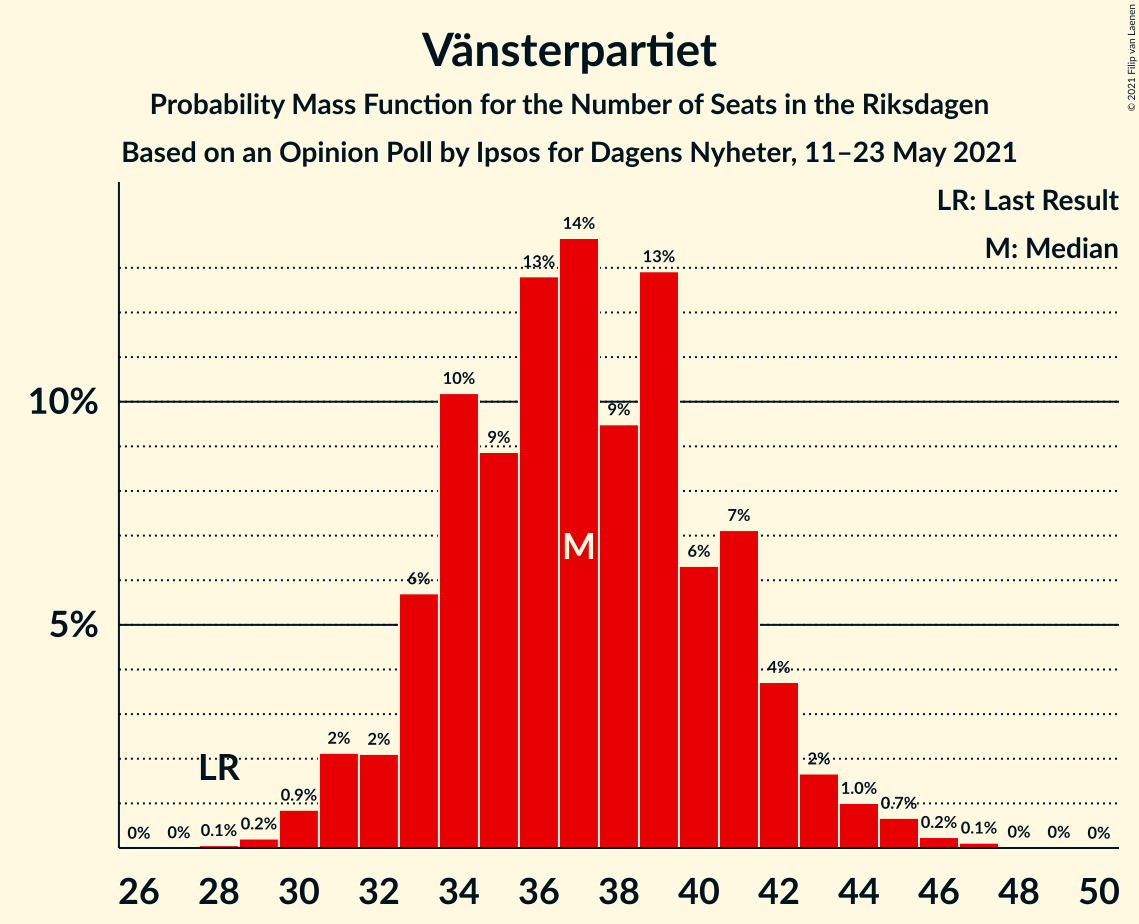 Vänsterpartiet
Probability Mass Function for the Number of Seats in the Riksdagen
Based on an Opinion Poll by Ipsos for Dagens Nyheter, 11–23 May 2021
© 2021 Filip van Laenen
LR: Last Result
M: Median
10%
5%
0% 0% 0.1% 0.2% 0.9% 2% 2% 6% 10% 9% 13% 14% 9% 13% 6% 7% 4% 2% 1.0% 0.7% 0.2% 0.1% 0% 0% 0%
LR
M
26 28 30 32 34 36 38 40 42 44 46 48 50